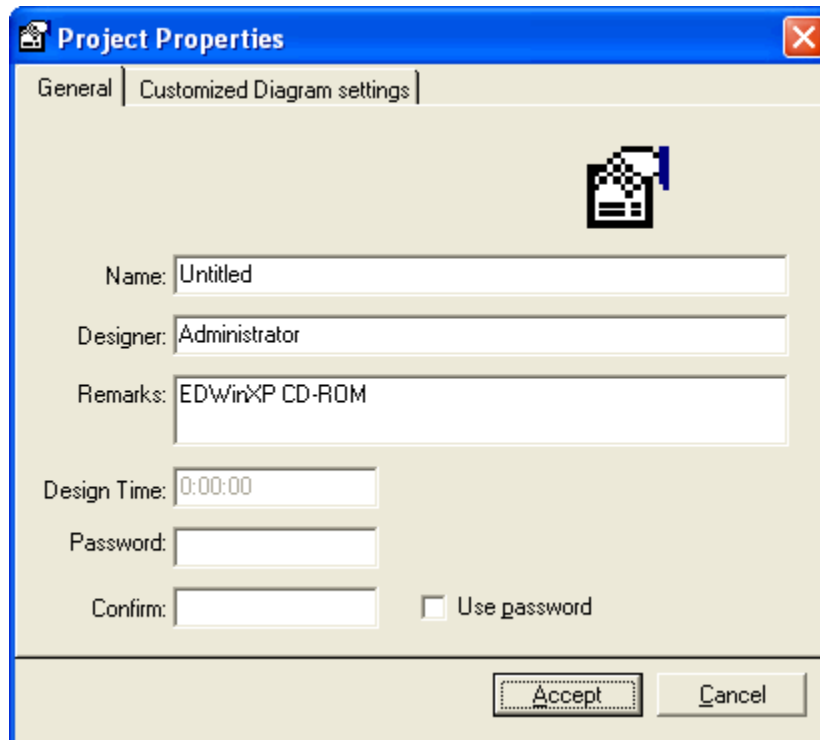 Project Properties
General Customized Diagram settings
Name: Untitled
Designer: Administrator
Remarks: EDWinXP CD-ROM
Design Time: 0:00:00
Password:
Confirm: Use password
Accept Cancel